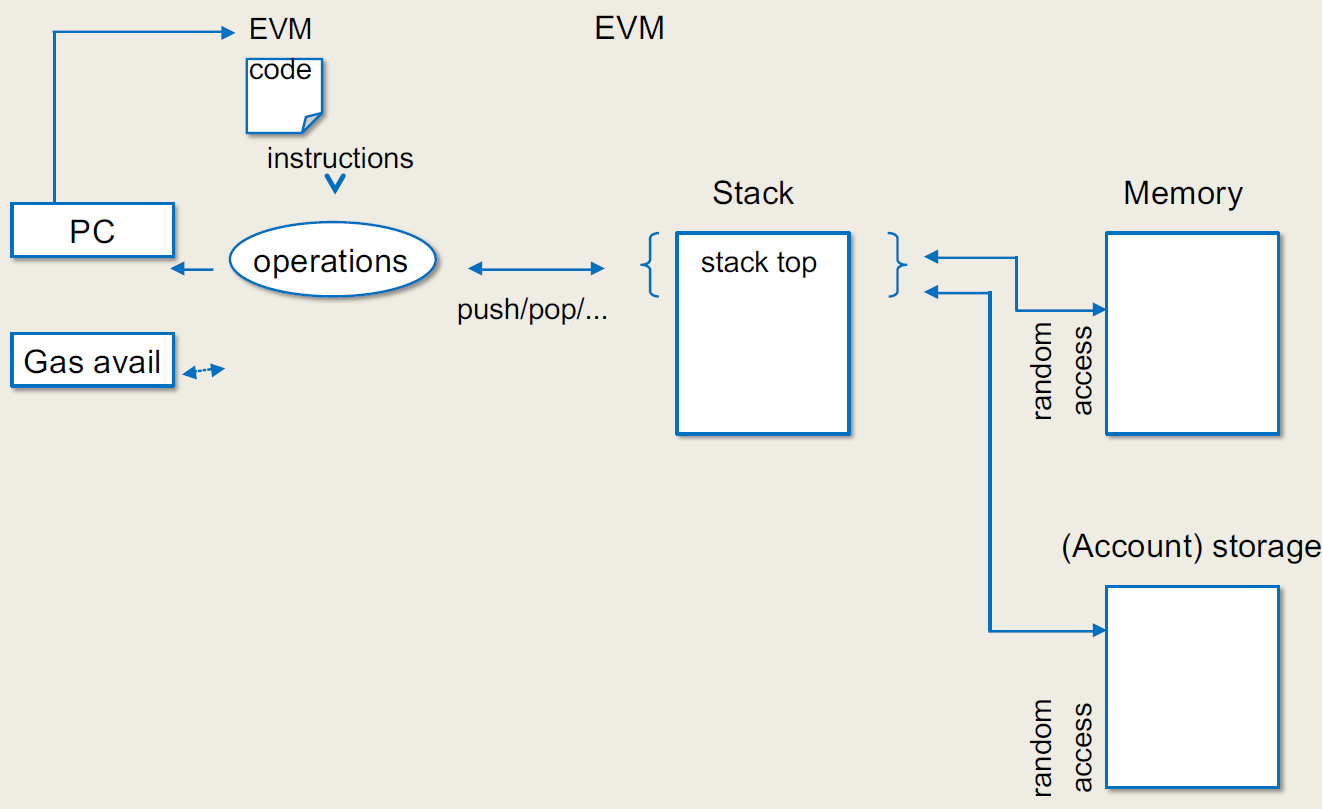 EVM
EVM
code
instructions
PC
operations
push/pop/...
Gas avail
Stack
stack top
Memory
random
access
(Account) storage
random
access